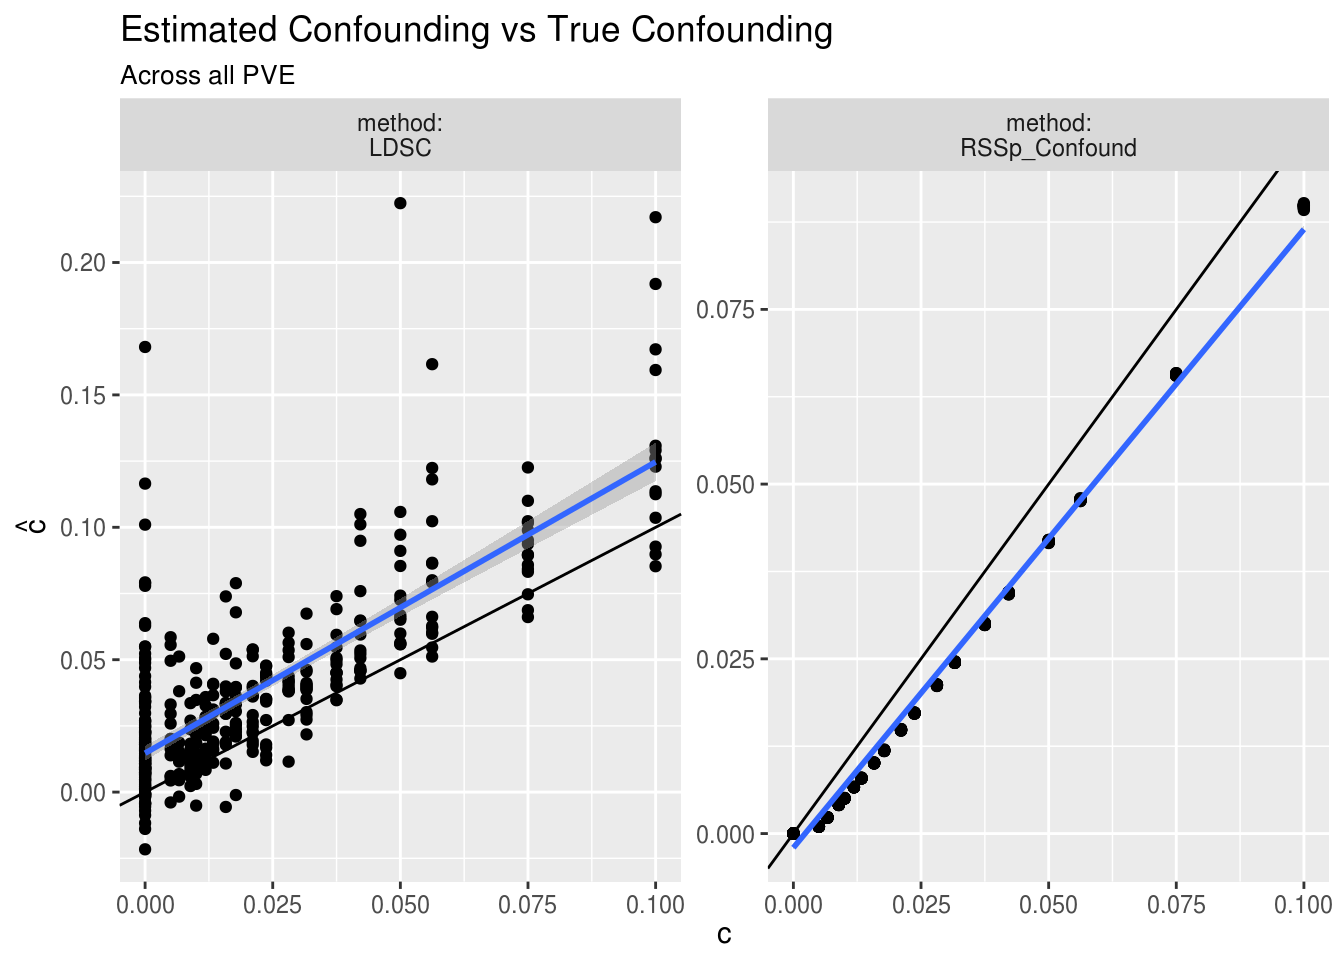 Estimated Confounding vs True Confounding
Across all PVE
method:
LDSC
method:
RSSp_Confound
0.20
0.15
0.10
0.05
0.00
0.075
0.050
0.025
0.000
ĉ
0.000 0.025 0.050 0.075 0.100
0.000 0.025 0.050 0.075 0.100
c